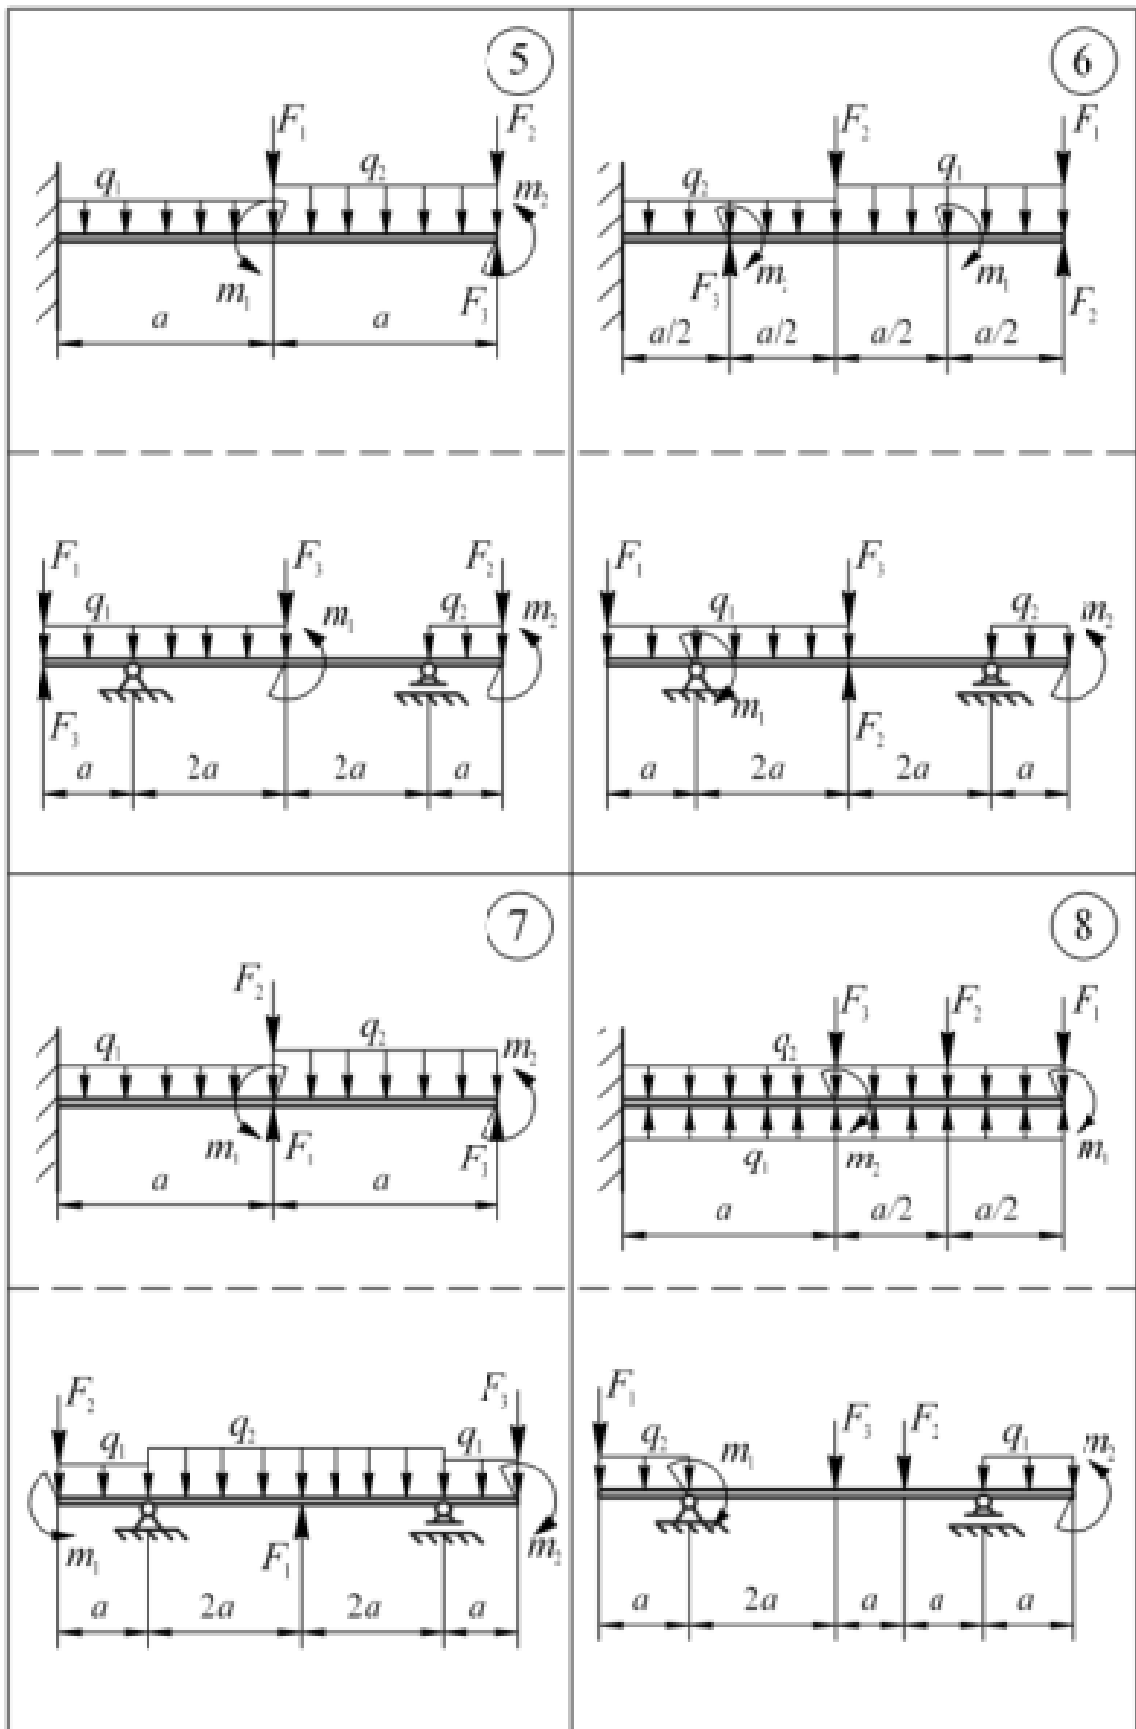 5
F₁ F₂
q₁ q₂ m₂
m₁ F₃
a a
F₁ F₃ F₂
q₁ m₁ q₂ m₂
F₃
a 2a 2a a
6
F₂ F₁
q₂ q₁
F₃ m₂ m₁ F₂
a/2 a/2 a/2 a/2
F₁ F₃
q₁ q₂ m₂
m₁ F₂
a 2a 2a a
7
F₂
q₁ q₂ m₂
m₁ F₁ F₃
a a
F₂ F₃
q₁ q₂ q₁
m₁ F₁ m₂
a 2a 2a a
8
F₃ F₂ F₁
q₂
q₁ m₂ m₁
a a/2 a/2
F₁ F₃ F₂
q₂ m₁ q₁ m₂
a 2a a a a